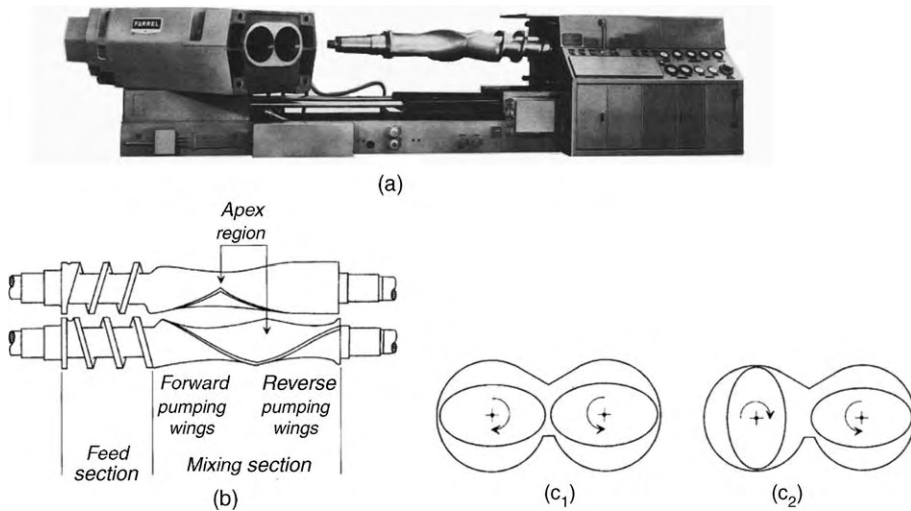 FARREL
(a)
Apex
region
Forward
pumping
wings
Reverse
pumping
wings
Feed
section
Mixing section
(b)
(c₁)
(c₂)